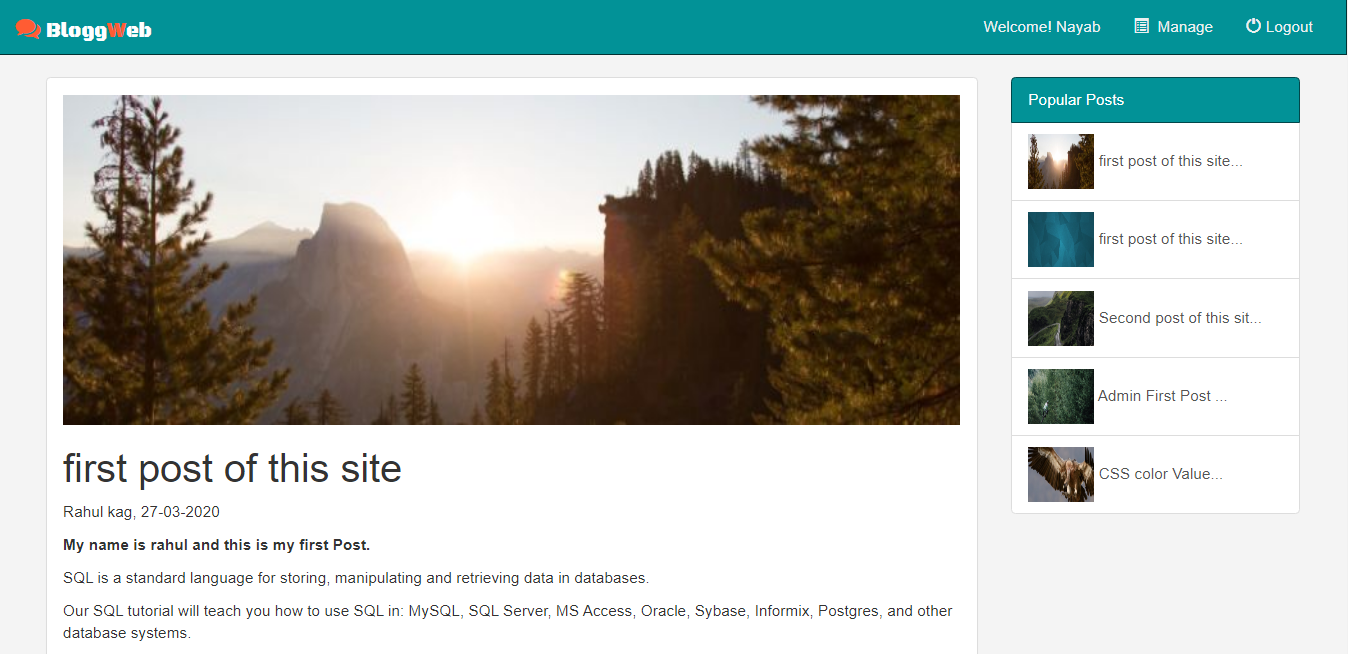 BloggWeb
Welcome! Nayab
Manage
Logout
first post of this site
Rahul kag, 27-03-2020
My name is rahul and this is my first Post.
SQL is a standard language for storing, manipulating and retrieving data in databases.
Our SQL tutorial will teach you how to use SQL in: MySQL, SQL Server, MS Access, Oracle, Sybase, Informix, Postgres, and other
database systems.
Popular Posts
first post of this site...
first post of this site...
Second post of this sit...
Admin First Post ...
CSS color Value...